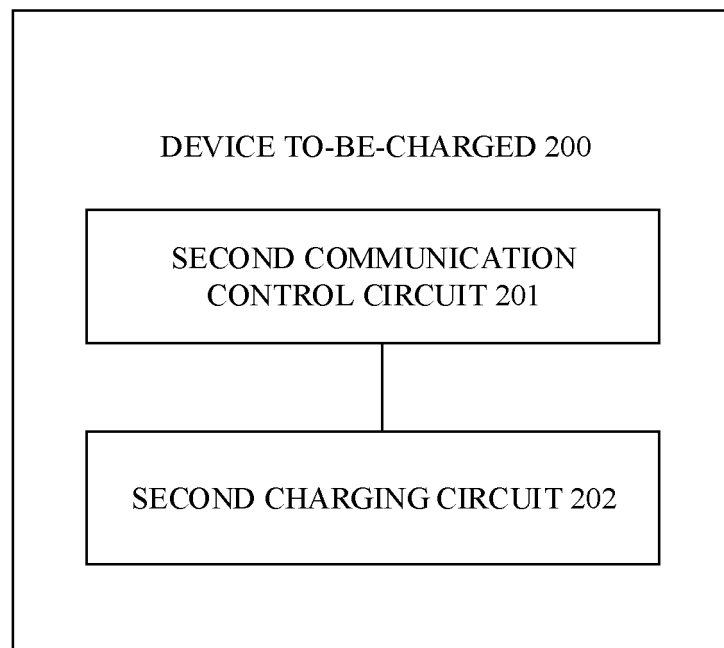 DEVICE TO-BE-CHARGED 200
SECOND COMMUNICATION
CONTROL CIRCUIT 201
SECOND CHARGING CIRCUIT 202